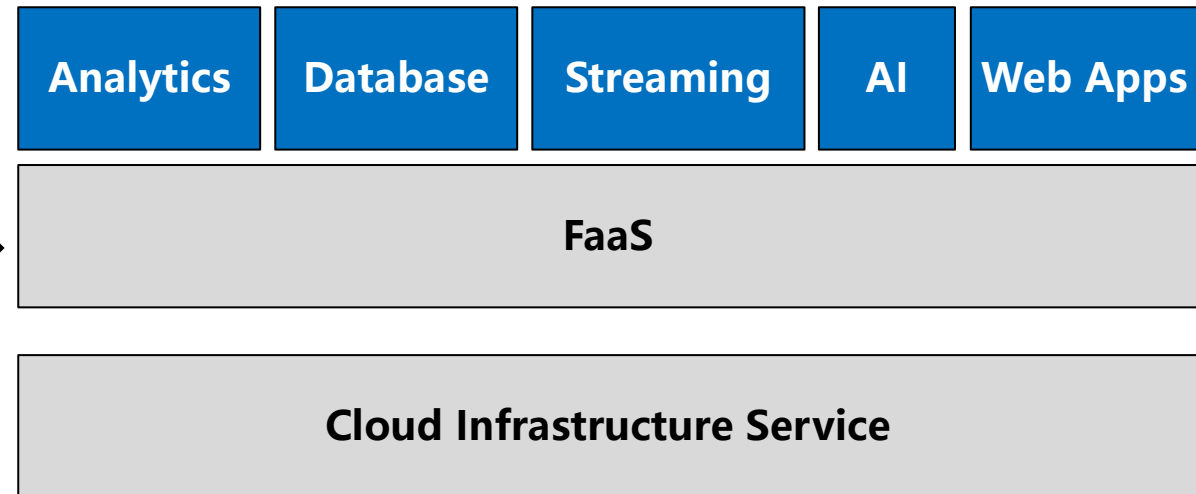 Analytics Database Streaming AI Web Apps
FaaS
Cloud Infrastructure Service